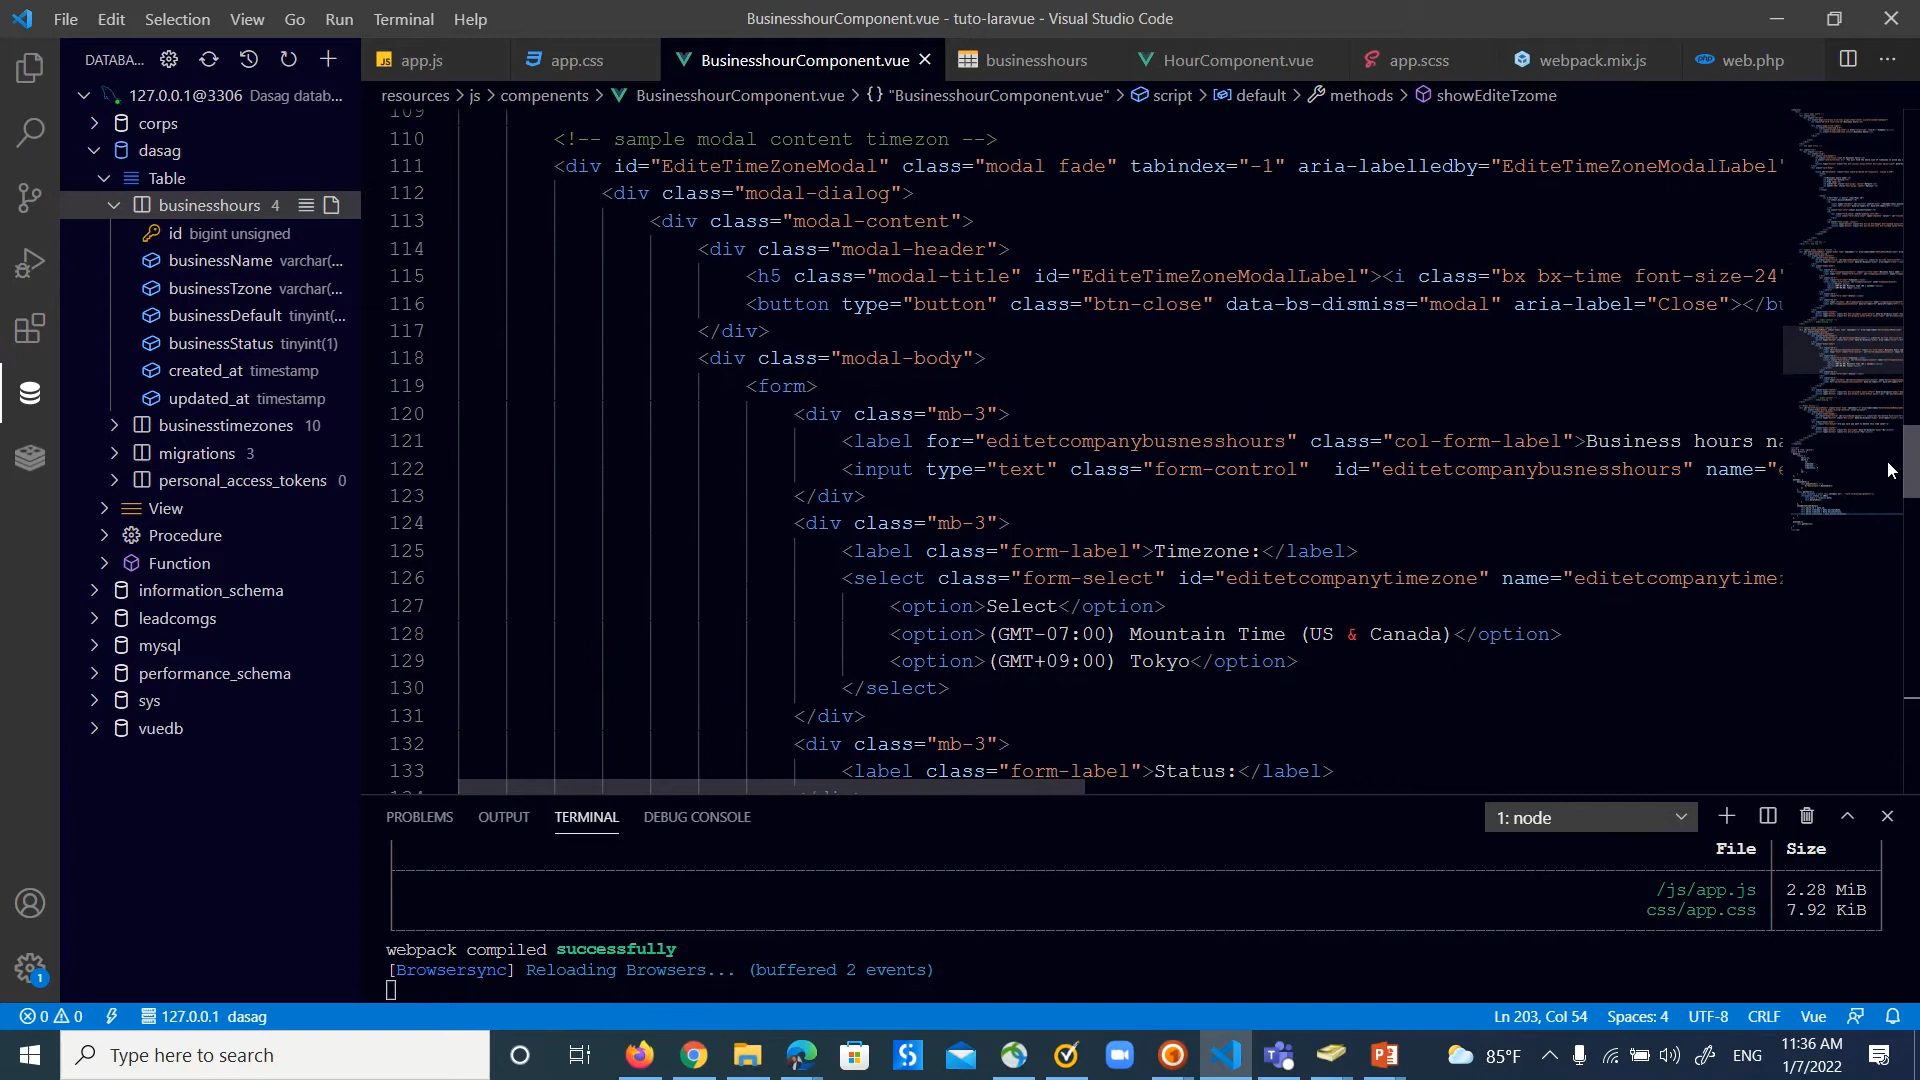 File Edit Selection View Go Run Terminal Help
BusinesshourComponent.vue - tuto-laravue - Visual Studio Code
DATABA...
JS app.js
app.css
BusinesshourComponent.vue
businesshours
HourComponent.vue
app.scss
webpack.mix.js
web.php
resources > js > compenents > BusinesshourComponent.vue > {} "BusinesshourComponent.vue" > script > default > methods > showEditeTzome
127.0.0.1@3306 Dasag datab...
corps
dasag
Table
businesshours 4
id bigint unsigned
businessName varchar(...
businessTzone varchar(...
businessDefault tinyint(...
businessStatus tinyint(1)
created_at timestamp
updated_at timestamp
businesstimezones 10
migrations 3
personal_access_tokens 0
View
Procedure
Function
information_schema
leadcomgs
mysql
performance_schema
sys
vuedb
109
110 <!-- sample modal content timezon -->
111 <div id="EditeTimeZoneModal" class="modal fade" tabindex="-1" aria-labelledby="EditeTimeZoneModalLabel"
112 <div class="modal-dialog">
113 <div class="modal-content">
114 <div class="modal-header">
115 <h5 class="modal-title" id="EditeTimeZoneModalLabel"><i class="bx bx-time font-size-24"
116 <button type="button" class="btn-close" data-bs-dismiss="modal" aria-label="Close"></bu
117 </div>
118 <div class="modal-body">
119 <form>
120 <div class="mb-3">
121 <label for="editetcompanybusnesshours" class="col-form-label">Business hours na
122 <input type="text" class="form-control" id="editetcompanybusnesshours" name="e
123 </div>
124 <div class="mb-3">
125 <label class="form-label">Timezone:</label>
126 <select class="form-select" id="editetcompanytimezone" name="editetcompanytimez
127 <option>Select</option>
128 <option>(GMT-07:00) Mountain Time (US & Canada)</option>
129 <option>(GMT+09:00) Tokyo</option>
130 </select>
131 </div>
132 <div class="mb-3">
133 <label class="form-label">Status:</label>
PROBLEMS OUTPUT TERMINAL DEBUG CONSOLE
1: node
File Size
/js/app.js 2.28 MiB
css/app.css 7.92 KiB
webpack compiled successfully
[Browsersync] Reloading Browsers... (buffered 2 events)
0 0 127.0.0.1 dasag
Ln 203, Col 54 Spaces: 4 UTF-8 CRLF Vue
1
Type here to search
85°F
ENG
11:36 AM
1/7/2022